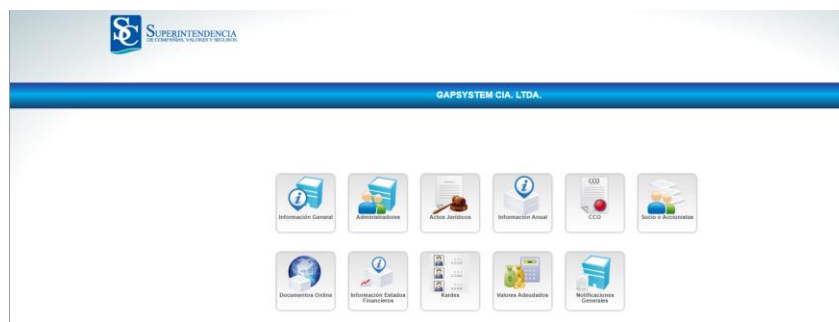 SC SUPERINTENDENCIA
DE COMPAÑÍAS, VALORES Y SEGUROS
GAPSYSTEM CIA. LTDA.
CCO
Información General
Administradores
Actos Jurídicos
Información Anual
CCO
Socio o Accionistas
Documentos Online
Información Estados
Financieros
Kardex
Valores Adeudados
Notificaciones
Generales